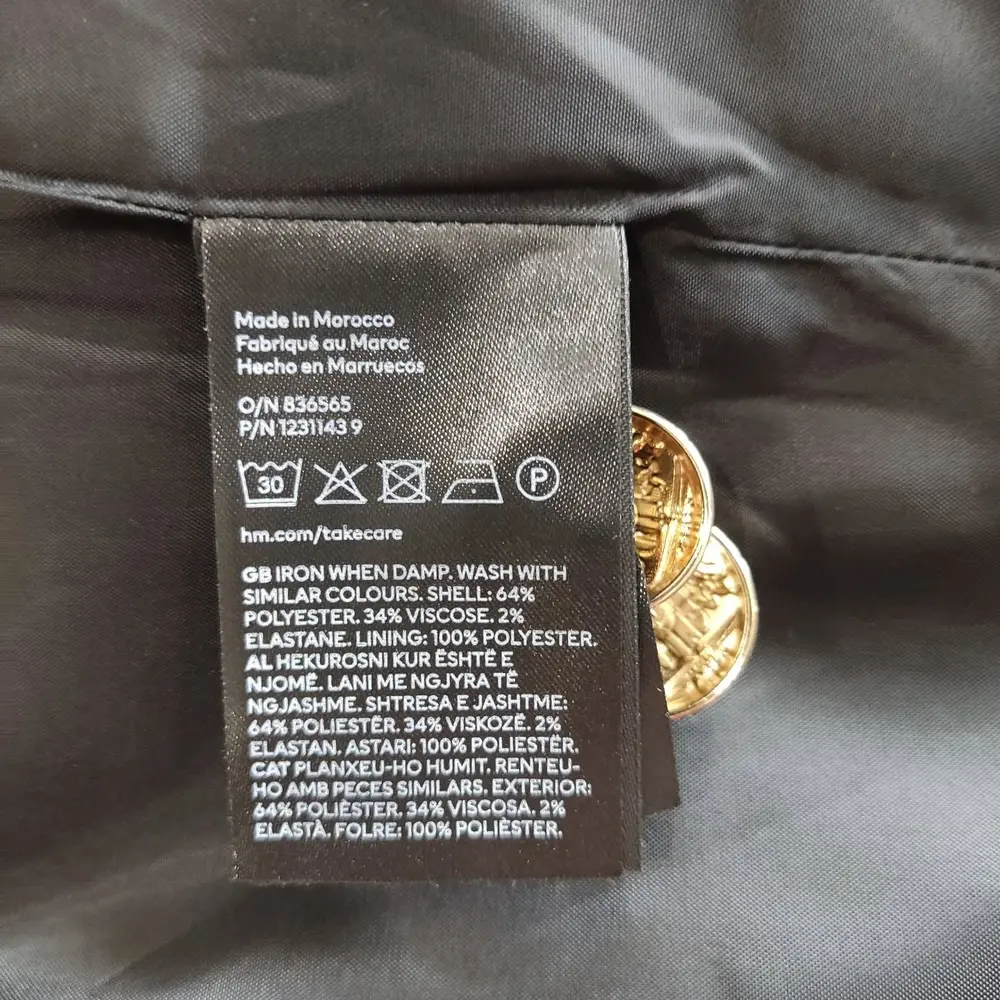 Made in Morocco
Fabriqué au Maroc
Hecho en Marruecos
O/N 836565
P/N 1231143 9
30 P
hm.com/takecare
GB IRON WHEN DAMP. WASH WITH
SIMILAR COLOURS. SHELL: 64%
POLYESTER. 34% VISCOSE. 2%
ELASTANE. LINING: 100% POLYESTER.
AL HEKUROSNI KUR ËSHTË E
NJOMË. LANI ME NGJYRA TË
NGJASHME. SHTRESA E JASHTME:
64% POLIESTËR. 34% VISKOZË. 2%
ELASTAN. ASTARI: 100% POLIESTËR.
CAT PLANXEU-HO HUMIT. RENTEU-
HO AMB PECES SIMILARS. EXTERIOR:
64% POLIÈSTER. 34% VISCOSA. 2%
ELASTÀ. FOLRE: 100% POLIÈSTER.